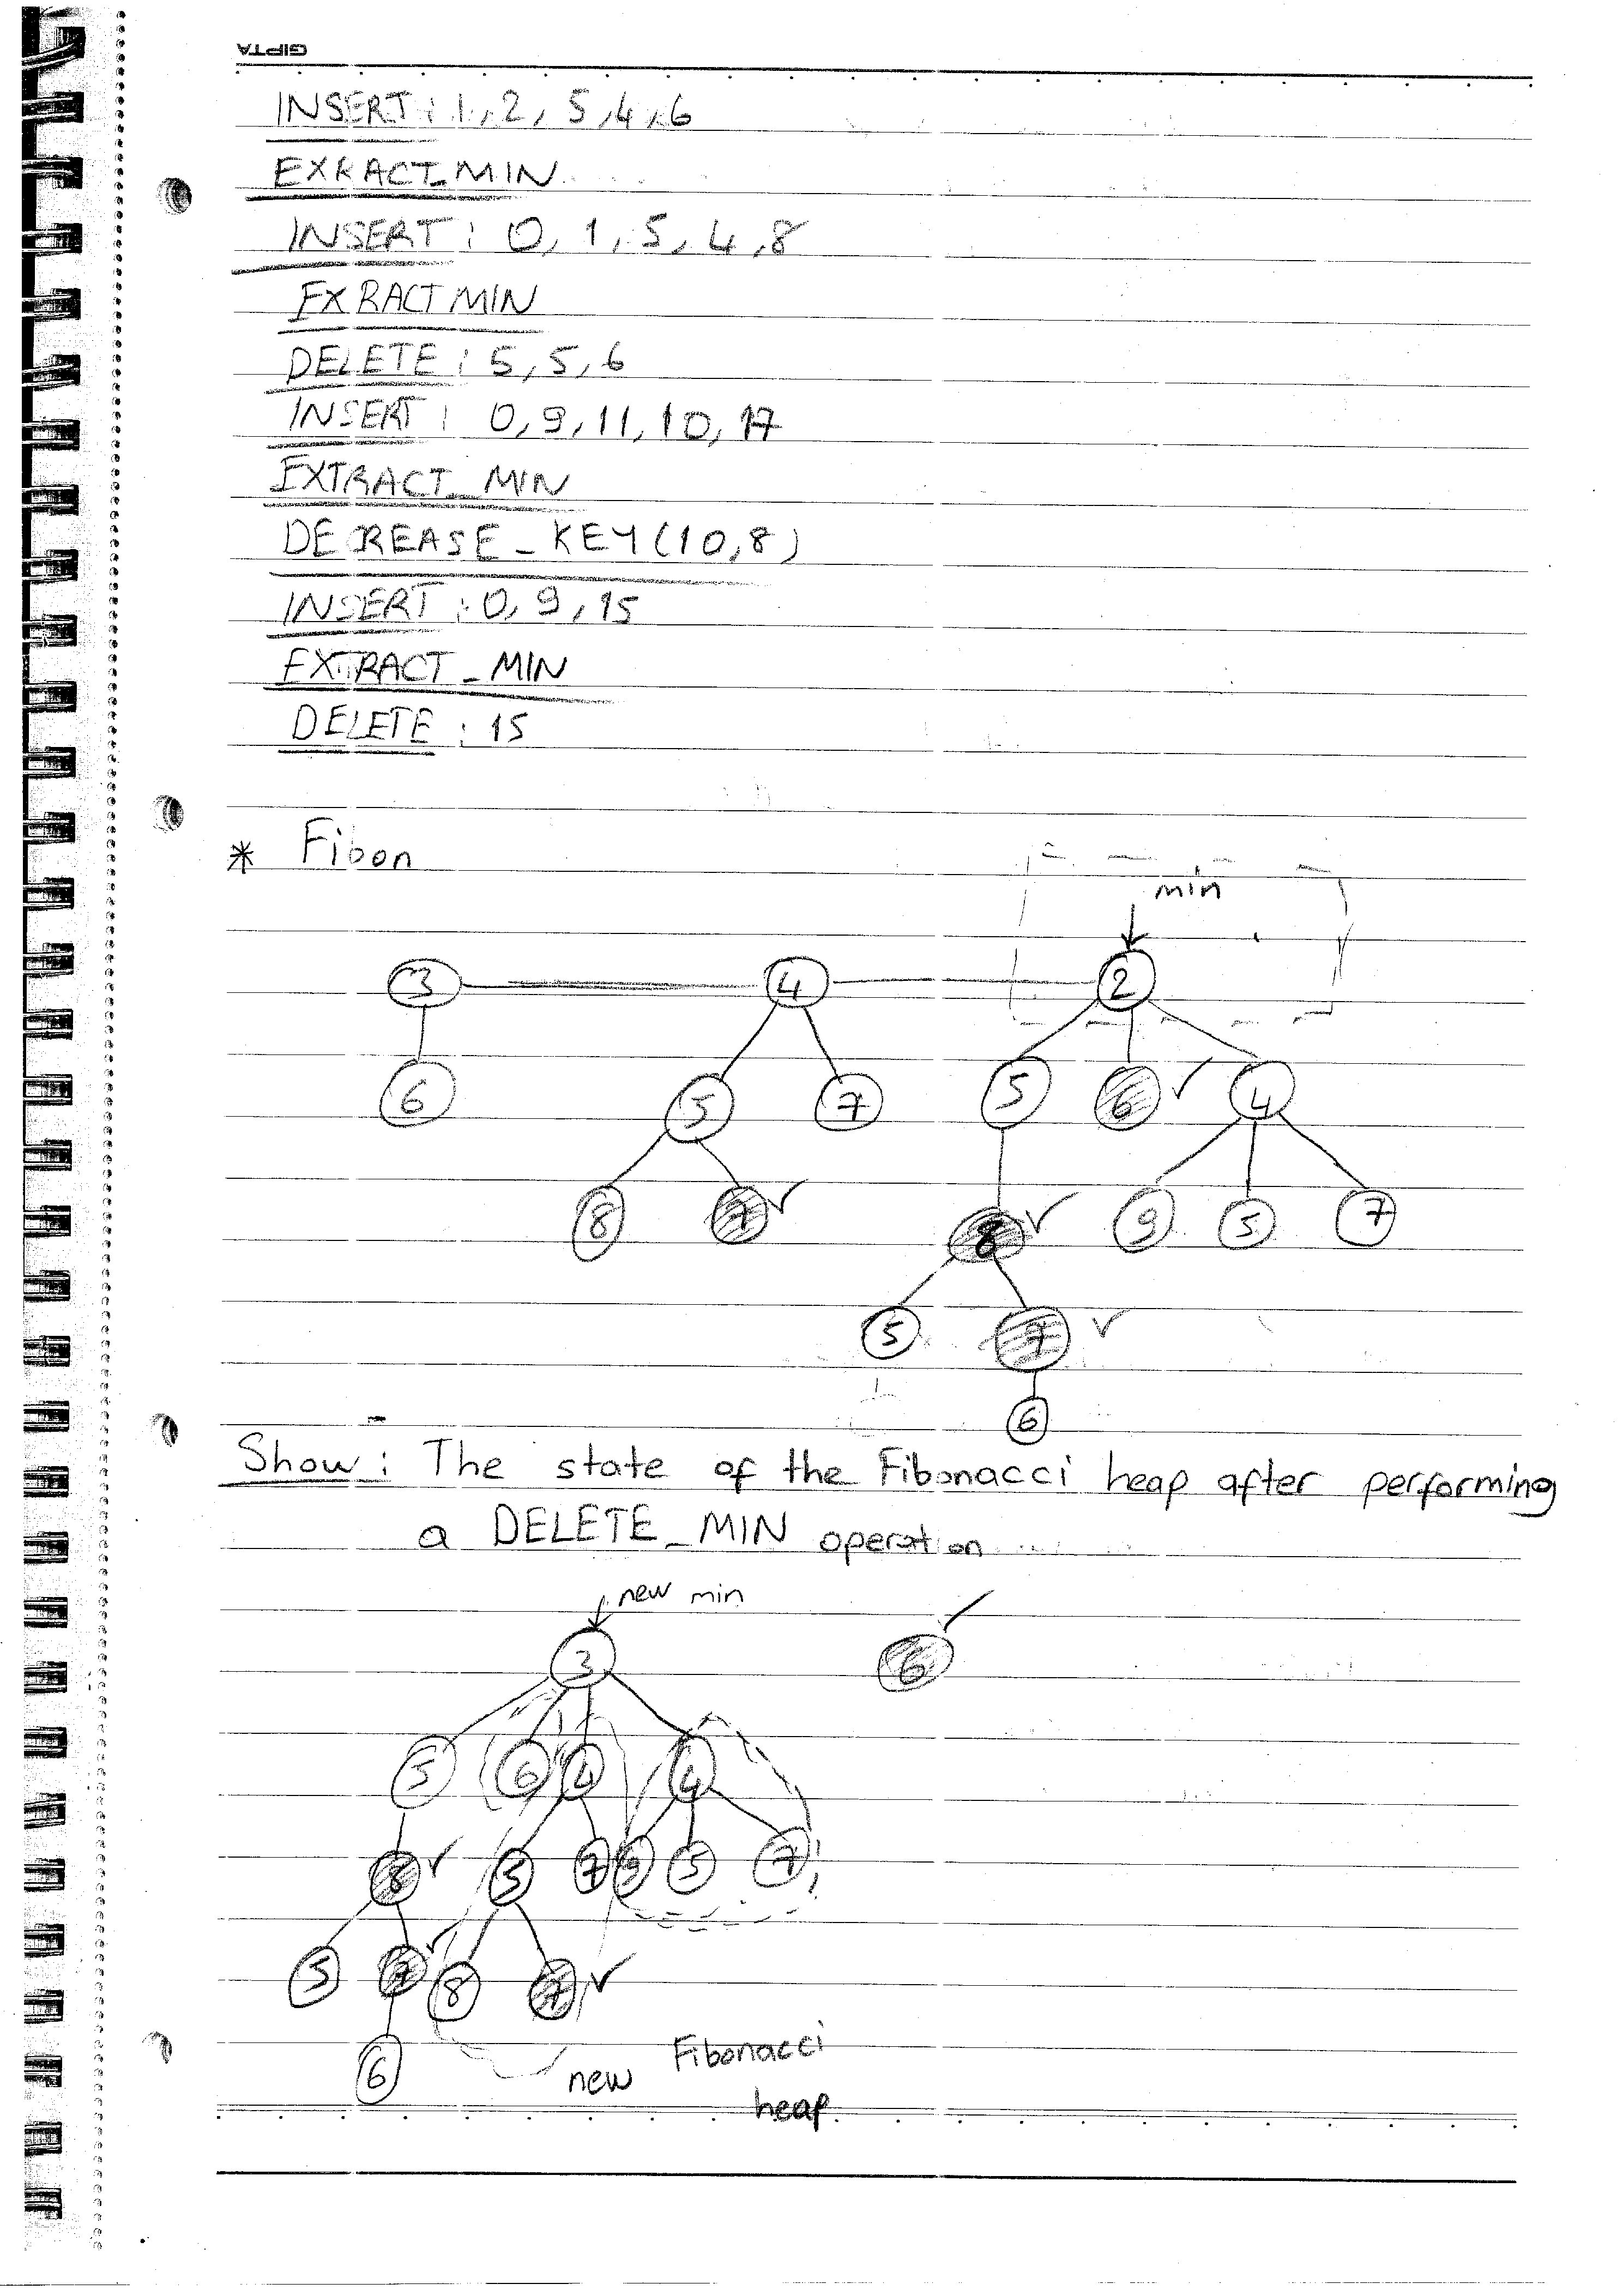 GIPTA
INSERT : 1, 2, 5, 4, 6
EXRACT_MIN
INSERT : 0, 1, 5, 4, 8
EXRACT MIN
DELETE : 5, 5, 6
INSERT : 0, 9, 11, 10, 17
EXTRACT_MIN
DECREASE_KEY (10, 8)
INSERT : 0, 9, 15
EXTRACT_MIN
DELETE : 15
* Fibon
min
3 4 2
6 5 7 5 6 4
8 7 8 9 5 7
5 7
6
Show : The state of the Fibonacci heap after performing
a DELETE_MIN operation
new min
3 6
5 6 4 4
8 5 7 9 5 7
5 7 8 7
6
new Fibonacci
heap.